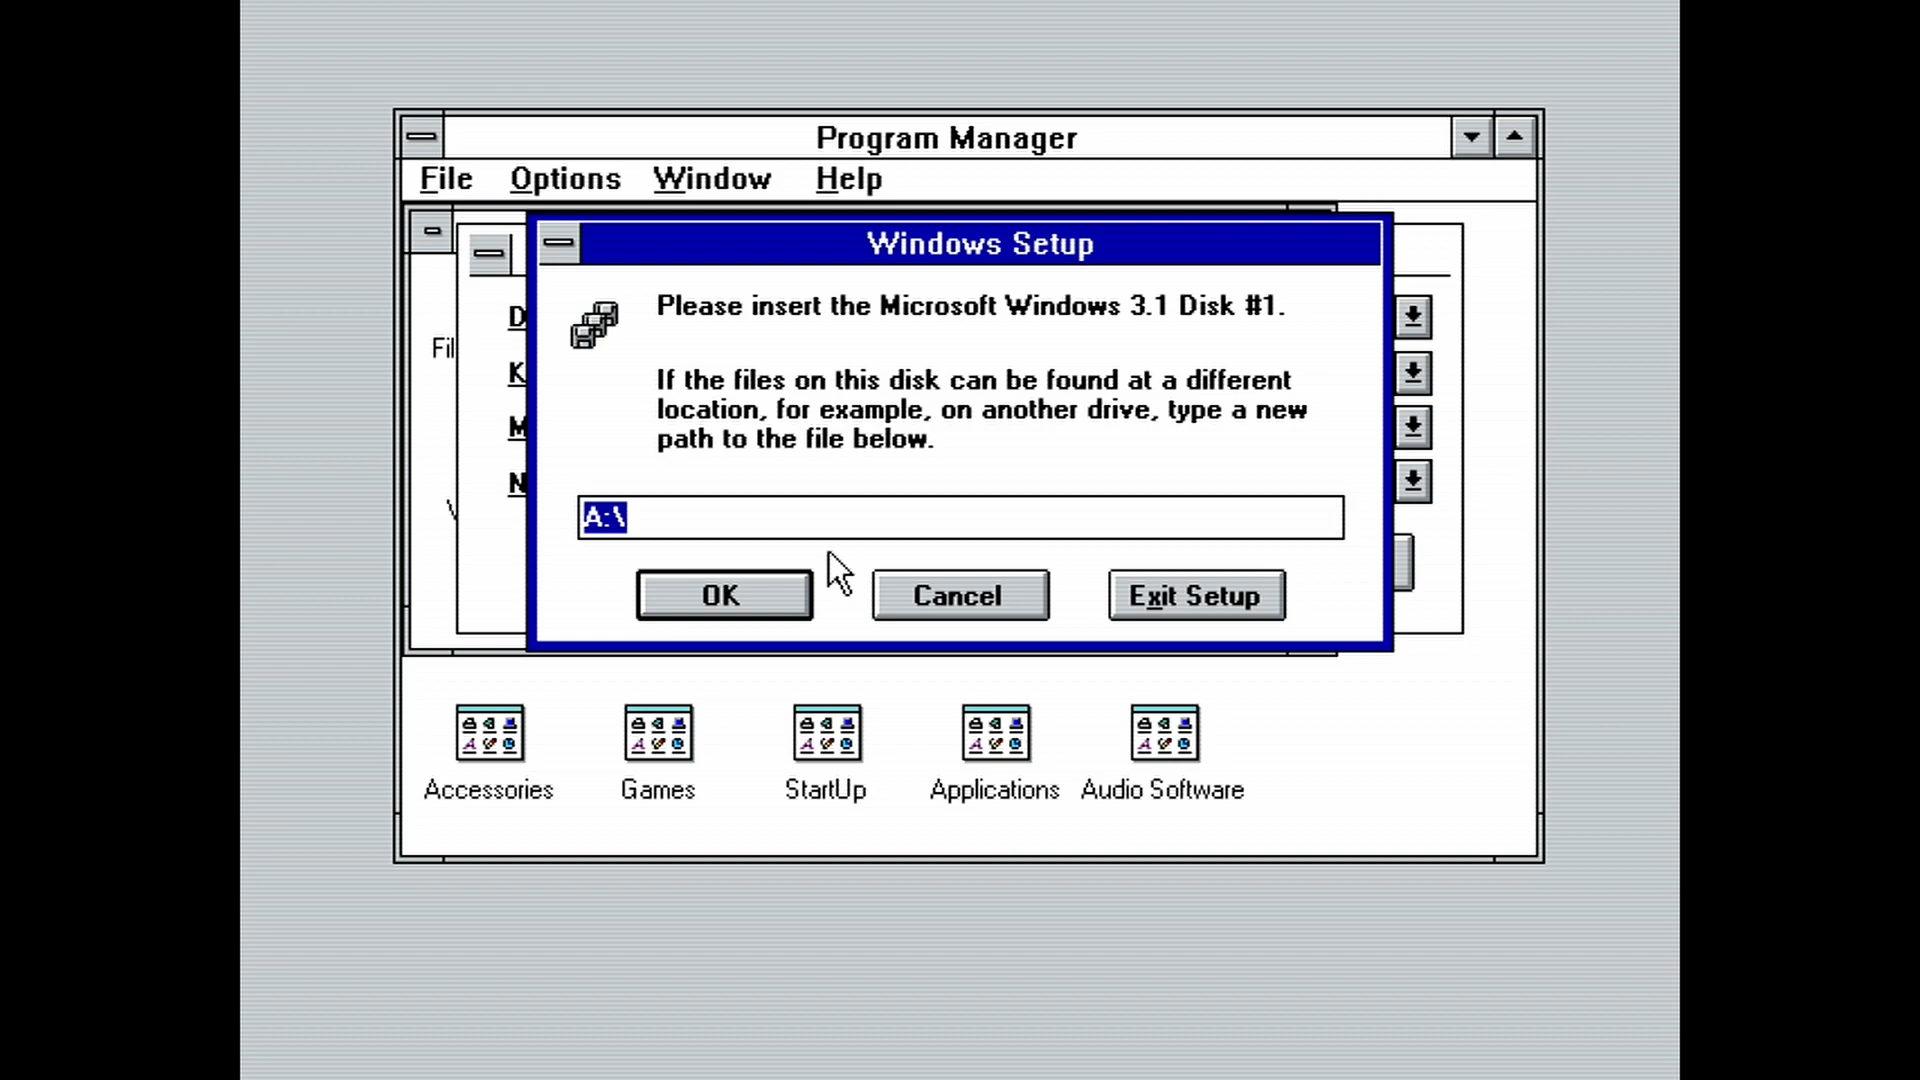 Program Manager
File Options Window Help
Windows Setup
Please insert the Microsoft Windows 3.1 Disk #1.
If the files on this disk can be found at a different
location, for example, on another drive, type a new
path to the file below.
A:\
OK Cancel Exit Setup
D
K
M
N
Fil
Accessories Games StartUp Applications Audio Software